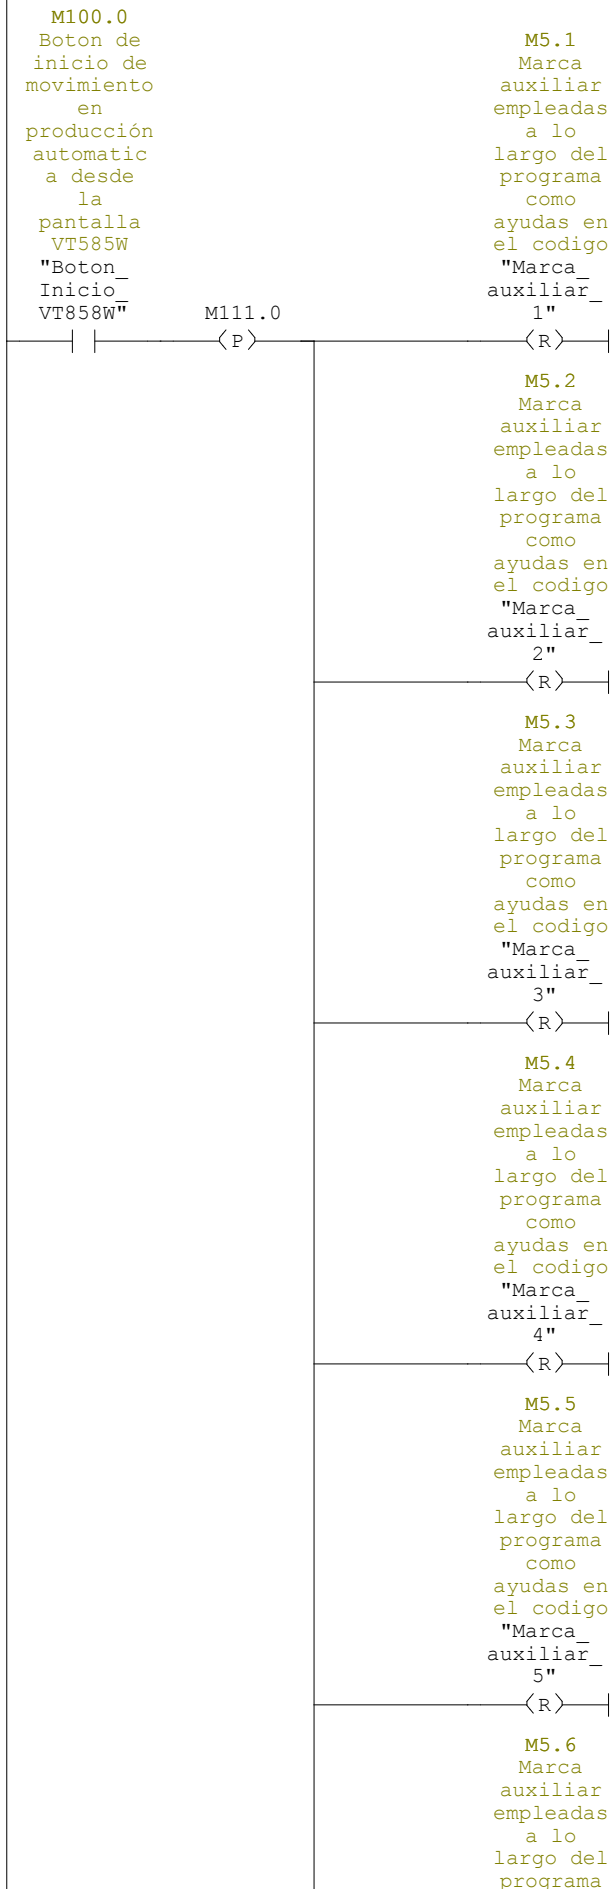 M100.0
Boton de
inicio de
movimiento
en
producción
automatic
a desde
la
pantalla
VT585W
"Boton_
Inicio_
VT858W"
M111.0
P
M5.1
Marca
auxiliar
empleadas
a lo
largo del
programa
como
ayudas en
el codigo
"Marca_
auxiliar_
1"
R
M5.2
Marca
auxiliar
empleadas
a lo
largo del
programa
como
ayudas en
el codigo
"Marca_
auxiliar_
2"
R
M5.3
Marca
auxiliar
empleadas
a lo
largo del
programa
como
ayudas en
el codigo
"Marca_
auxiliar_
3"
R
M5.4
Marca
auxiliar
empleadas
a lo
largo del
programa
como
ayudas en
el codigo
"Marca_
auxiliar_
4"
R
M5.5
Marca
auxiliar
empleadas
a lo
largo del
programa
como
ayudas en
el codigo
"Marca_
auxiliar_
5"
R
M5.6
Marca
auxiliar
empleadas
a lo
largo del
programa